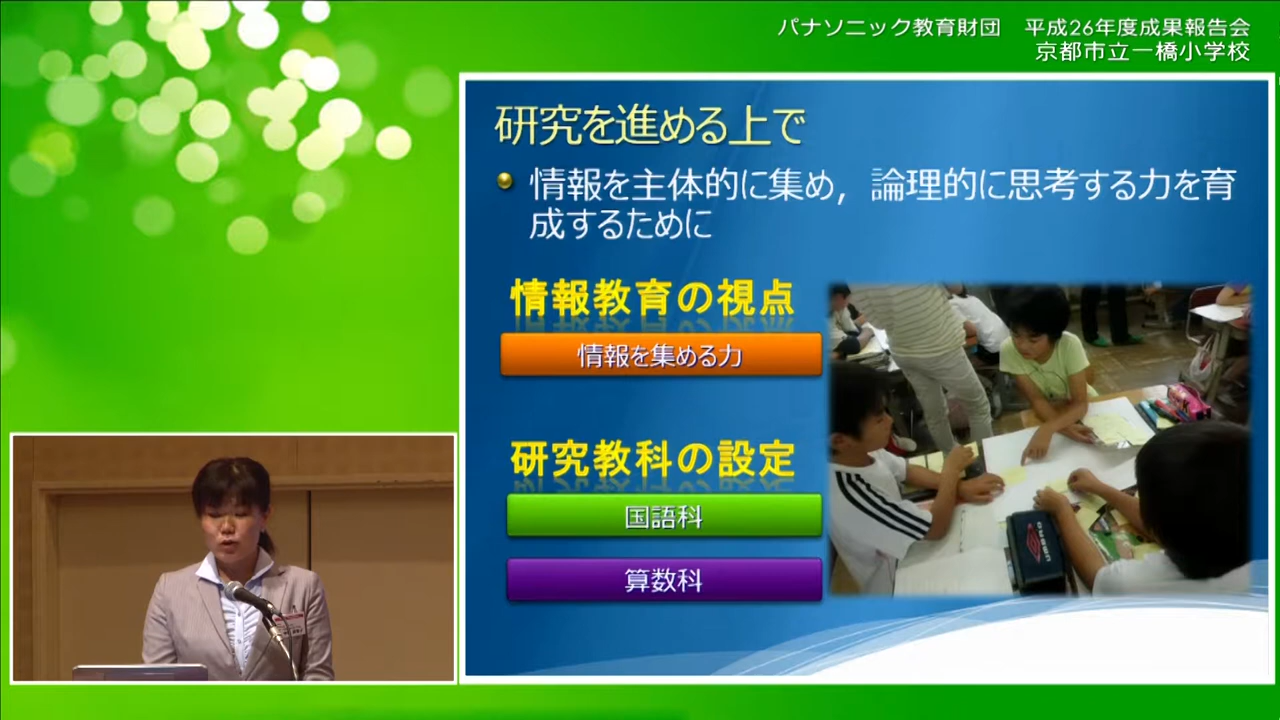 パナソニック教育財団　平成26年度成果報告会
京都市立一橋小学校
研究を進める上で
情報を主体的に集め，論理的に思考する力を育
成するために
情報教育の視点
情報を集める力
研究教科の設定
国語科
算数科